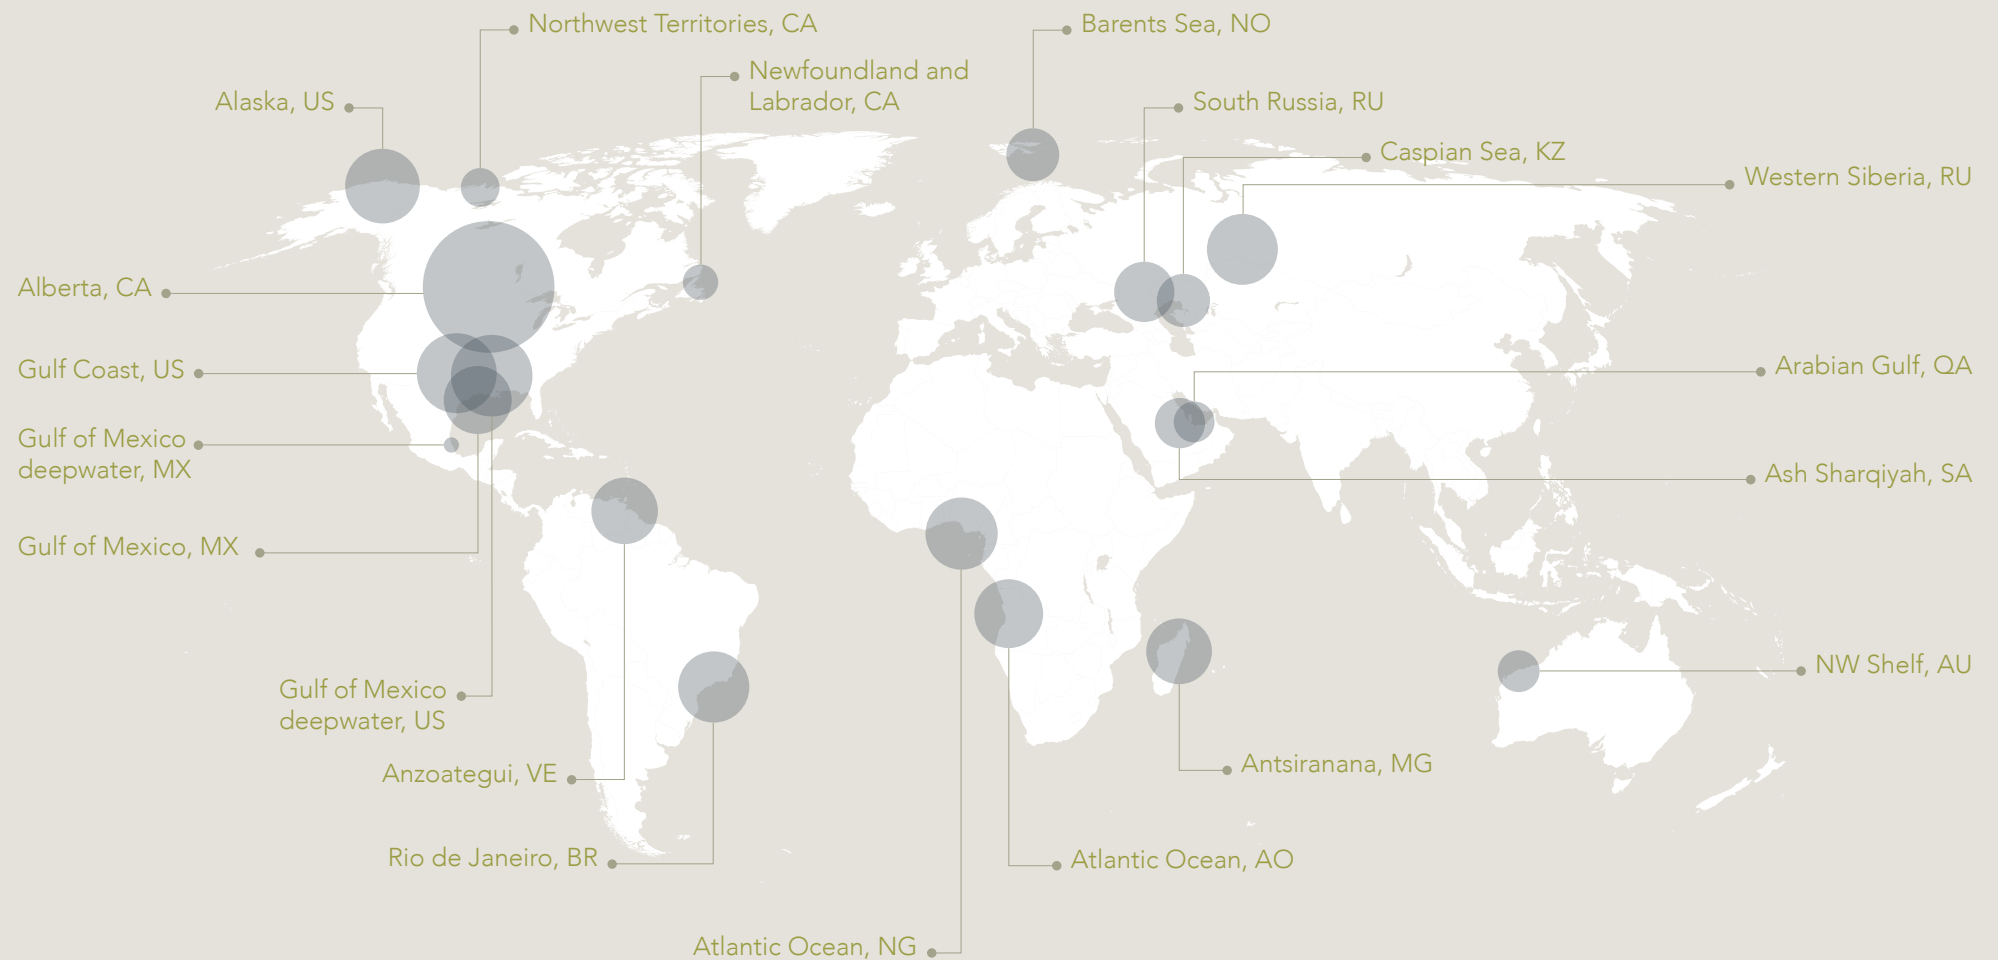 Northwest Territories, CA
Barents Sea, NO
Newfoundland and
Labrador, CA
Alaska, US
South Russia, RU
Caspian Sea, KZ
Western Siberia, RU
Alberta, CA
Gulf Coast, US
Arabian Gulf, QA
Gulf of Mexico
deepwater, MX
Ash Sharqiyah, SA
Gulf of Mexico, MX
NW Shelf, AU
Gulf of Mexico
deepwater, US
Anzoategui, VE
Antsiranana, MG
Rio de Janeiro, BR
Atlantic Ocean, AO
Atlantic Ocean, NG